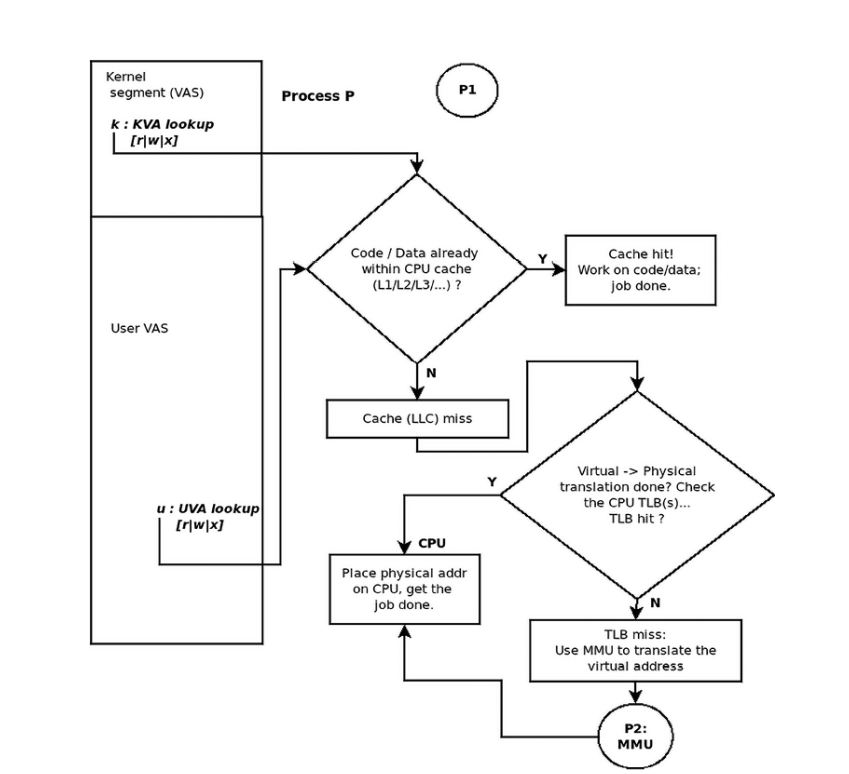 Kernel
segment (VAS)
k : KVA lookup
[r|w|x]
Process P
P1
Code / Data already
within CPU cache
(L1/L2/L3/...) ?
Y
Cache hit!
Work on code/data;
job done.
User VAS
N
Cache (LLC) miss
u : UVA lookup
[r|w|x]
Virtual -> Physical
translation done? Check
the CPU TLB(s)...
TLB hit ?
Y
CPU
Place physical addr
on CPU, get the
job done.
N
TLB miss:
Use MMU to translate the
virtual address
P2:
MMU